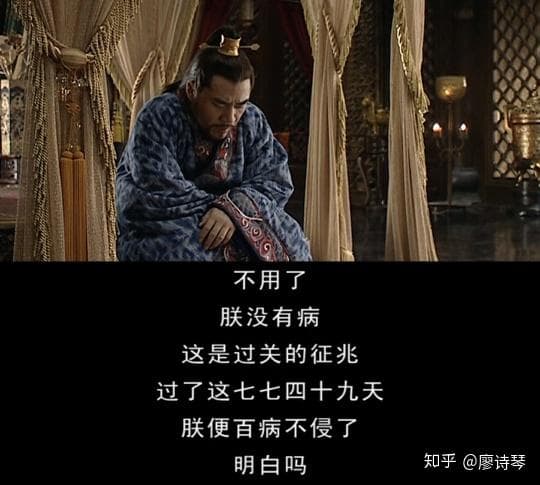 不用了
朕没有病
这是过关的征兆
过了这七七四十九天
朕便百病不侵了
明白吗
知乎 @廖诗琴